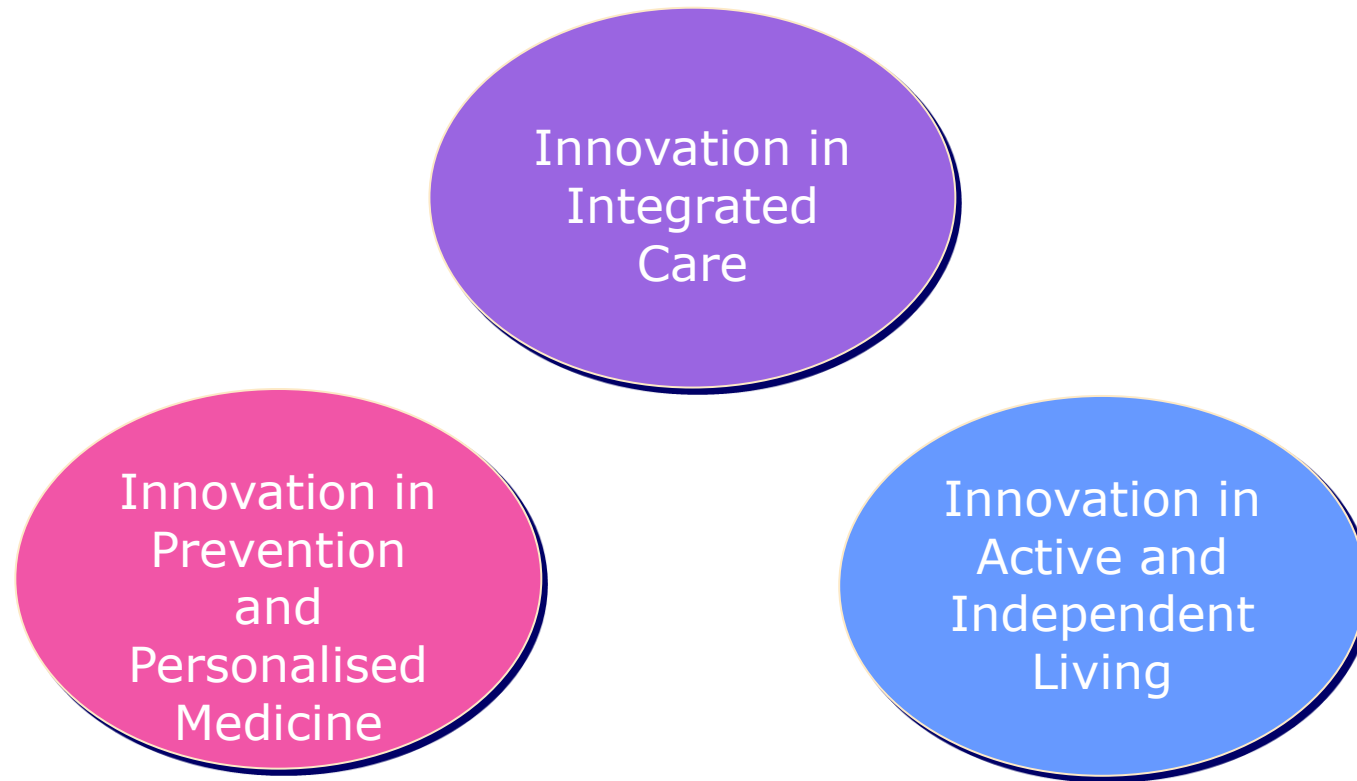 Innovation in
Integrated
Care
Innovation in
Prevention
and
Personalised
Medicine
Innovation in
Active and
Independent
Living